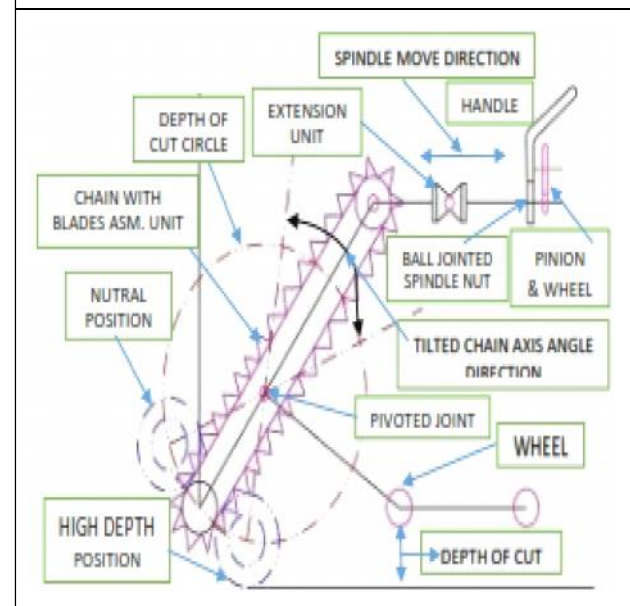 SPINDLE MOVE DIRECTION
HANDLE
EXTENSION
UNIT
DEPTH OF
CUT CIRCLE
CHAIN WITH
BLADES ASM. UNIT
NUTRAL
POSITION
BALL JOINTED
SPINDLE NUT
PINION
& WHEEL
TILTED CHAIN AXIS ANGLE
DIRECTION
PIVOTED JOINT
WHEEL
HIGH DEPTH
POSITION
DEPTH OF CUT